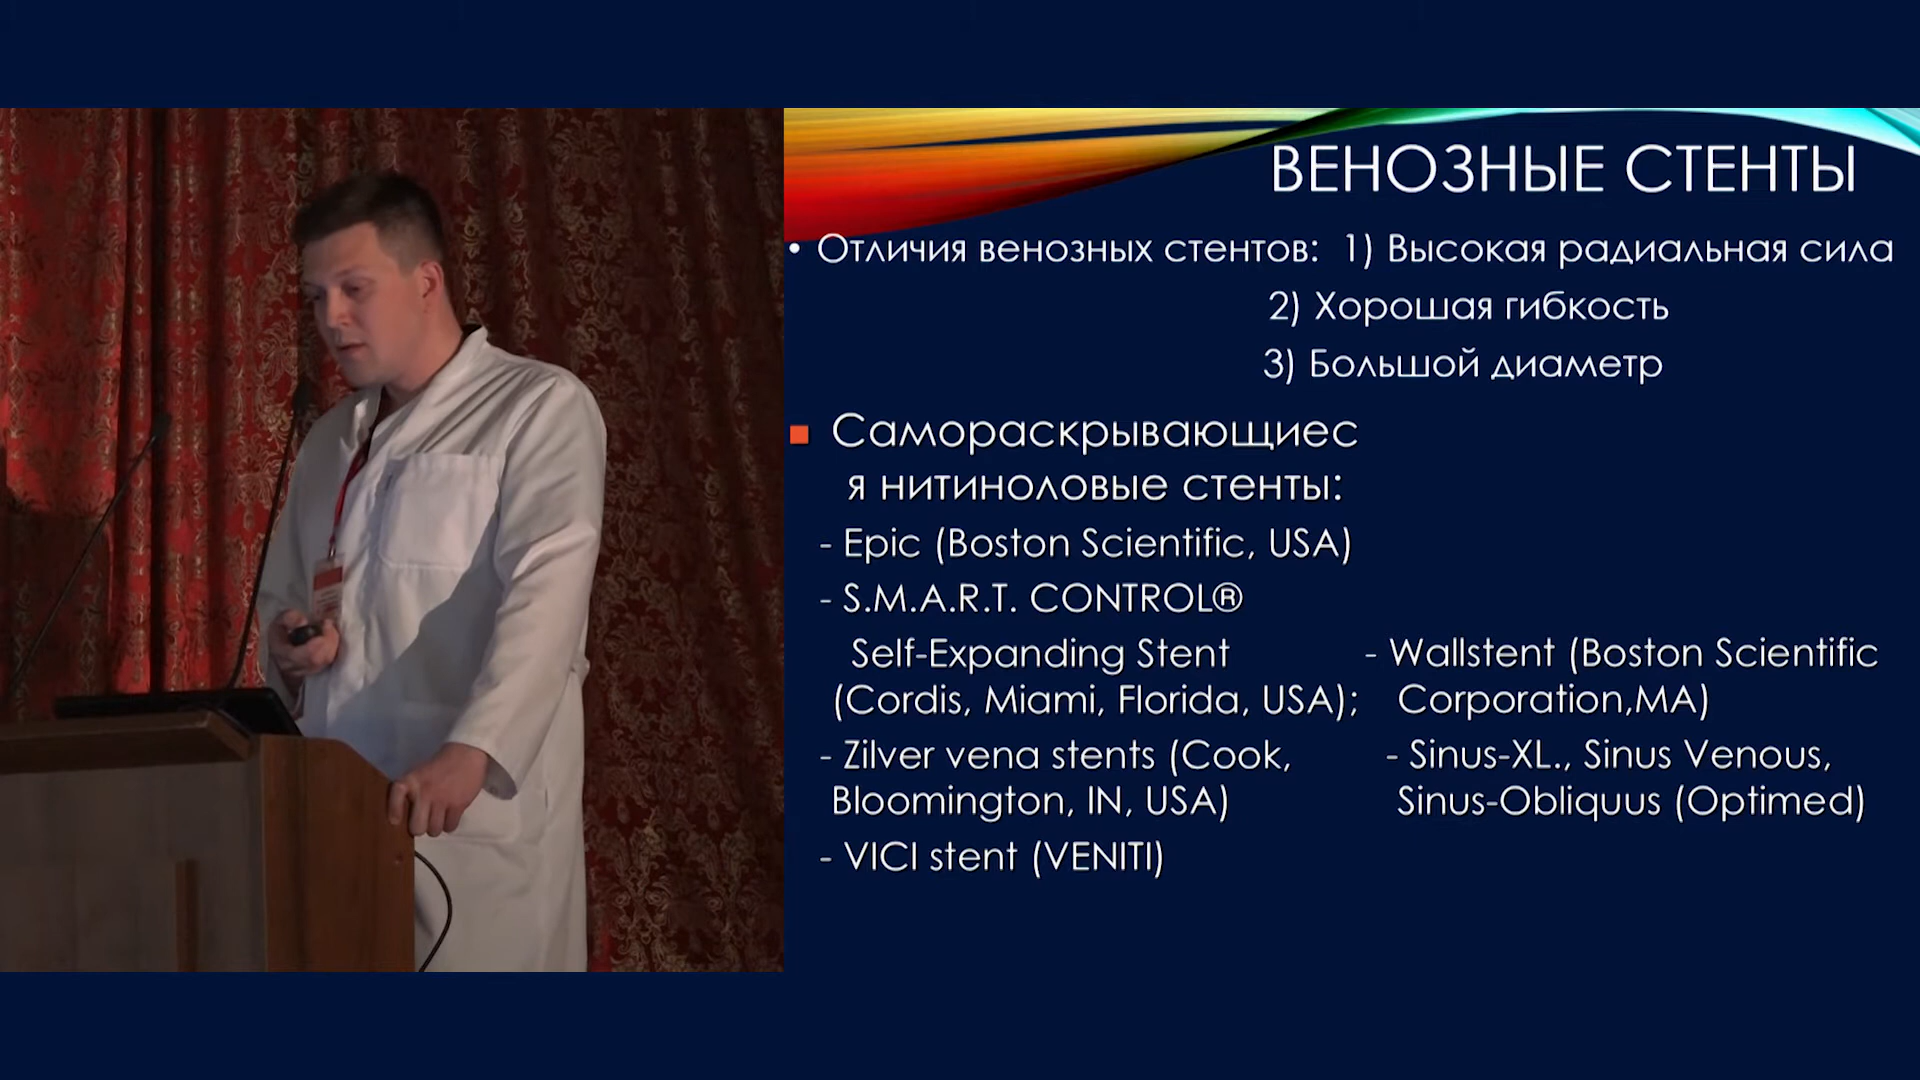 ВЕНОЗНЫЕ СТЕНТЫ
• Отличия венозных стентов: 1) Высокая радиальная сила
2) Хорошая гибкость
3) Большой диаметр
Самораскрывающиес
я нитиноловые стенты:
- Epic (Boston Scientific, USA)
- S.M.A.R.T. CONTROL®
Self-Expanding Stent
(Cordis, Miami, Florida, USA);
- Zilver vena stents (Cook,
Bloomington, IN, USA)
- VICI stent (VENITI)
- Wallstent (Boston Scientific
Corporation,MA)
- Sinus-XL., Sinus Venous,
Sinus-Obliquus (Optimed)